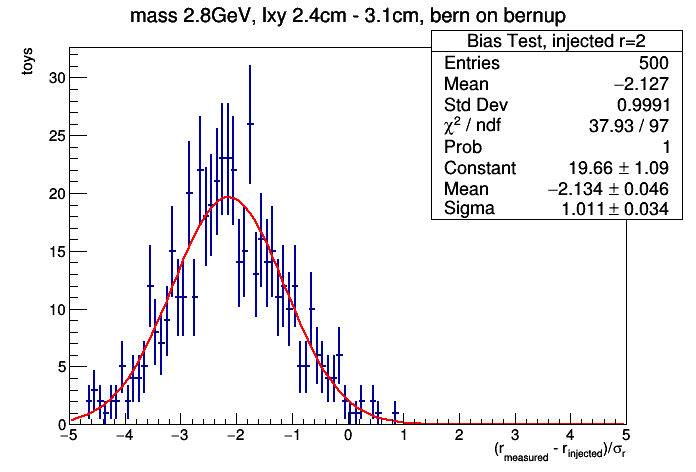 mass 2.8GeV, lxy 2.4cm - 3.1cm, bern on bernup
Bias Test, injected r=2
Entries 500
Mean −2.127
Std Dev 0.9991
χ² / ndf 37.93 / 97
Prob 1
Constant 19.66 ± 1.09
Mean −2.134 ± 0.046
Sigma 1.011 ± 0.034
toys
30
25
20
15
10
5
0
−5 −4 −3 −2 −1 0 1 2 3 4 5
(r_measured - r_injected)/σ_r